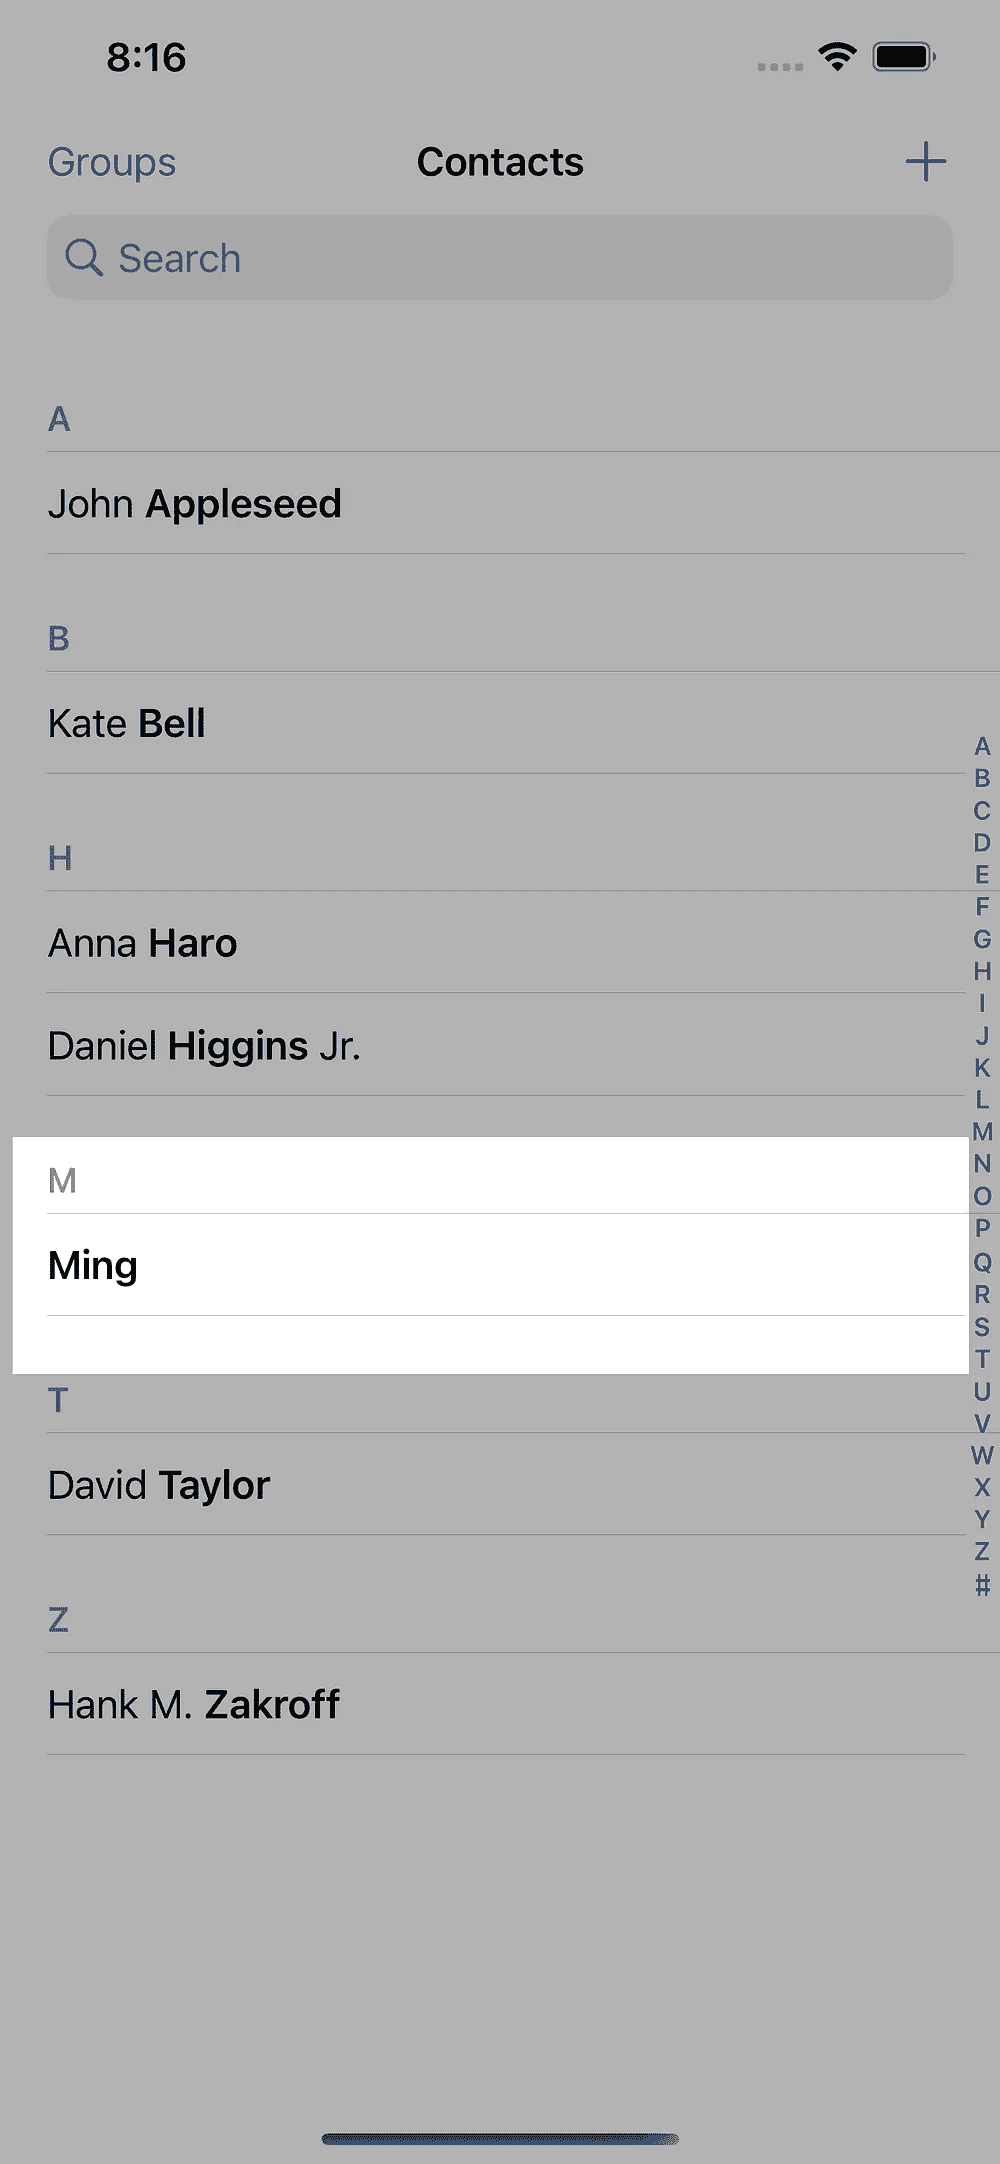 8:16
Groups Contacts +
Search
A
John Appleseed
B
Kate Bell
H
Anna Haro
Daniel Higgins Jr.
M
Ming
T
David Taylor
Z
Hank M. Zakroff
A
B
C
D
E
F
G
H
I
J
K
L
M
N
O
P
Q
R
S
T
U
V
W
X
Y
Z
#